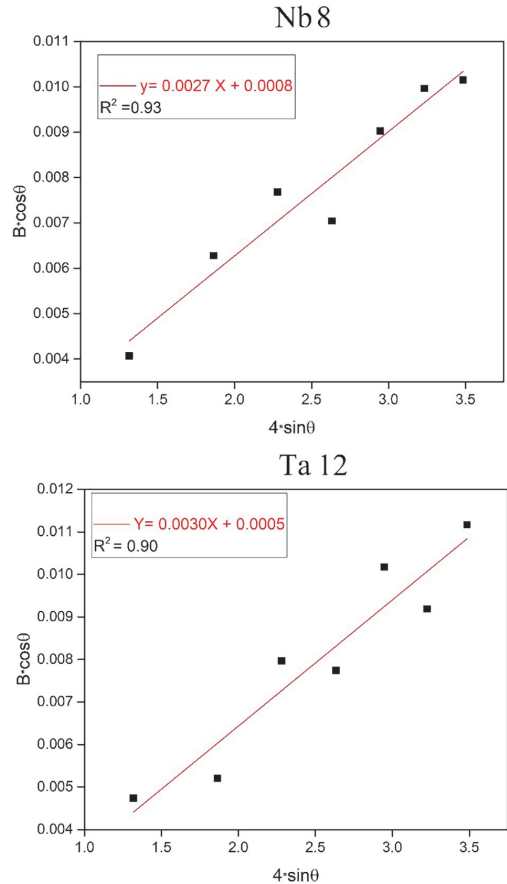 Nb 8
0.011
0.010
0.009
0.008
0.007
0.006
0.005
0.004
y= 0.0027 X + 0.0008
R² =0.93
B*cosθ
1.0 1.5 2.0 2.5 3.0 3.5
4*sinθ
Ta 12
0.012
0.011
0.010
0.009
0.008
0.007
0.006
0.005
0.004
Y= 0.0030X + 0.0005
R² = 0.90
B*cosθ
1.0 1.5 2.0 2.5 3.0 3.5
4*sinθ